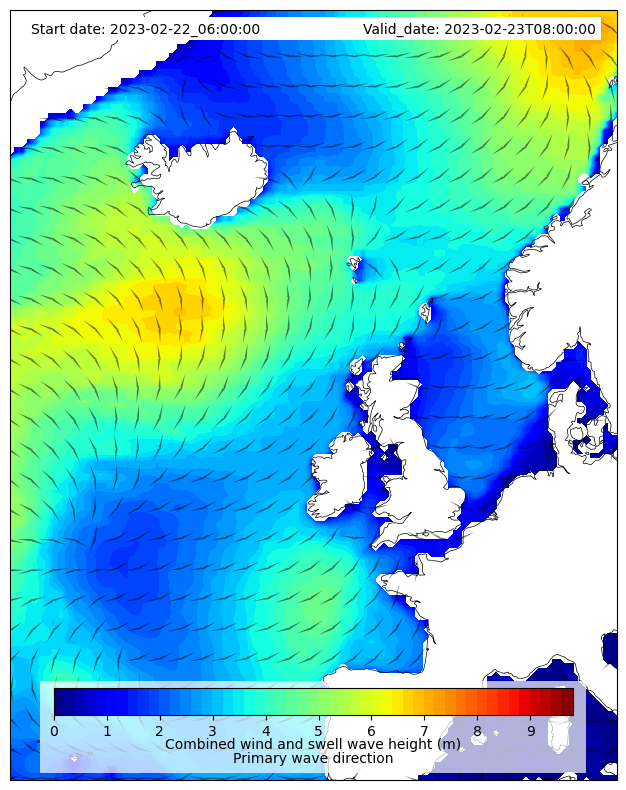 Start date: 2023-02-22_06:00:00 Valid_date: 2023-02-23T08:00:00
0 1 2 3 4 5 6 7 8 9
Combined wind and swell wave height (m)
Primary wave direction